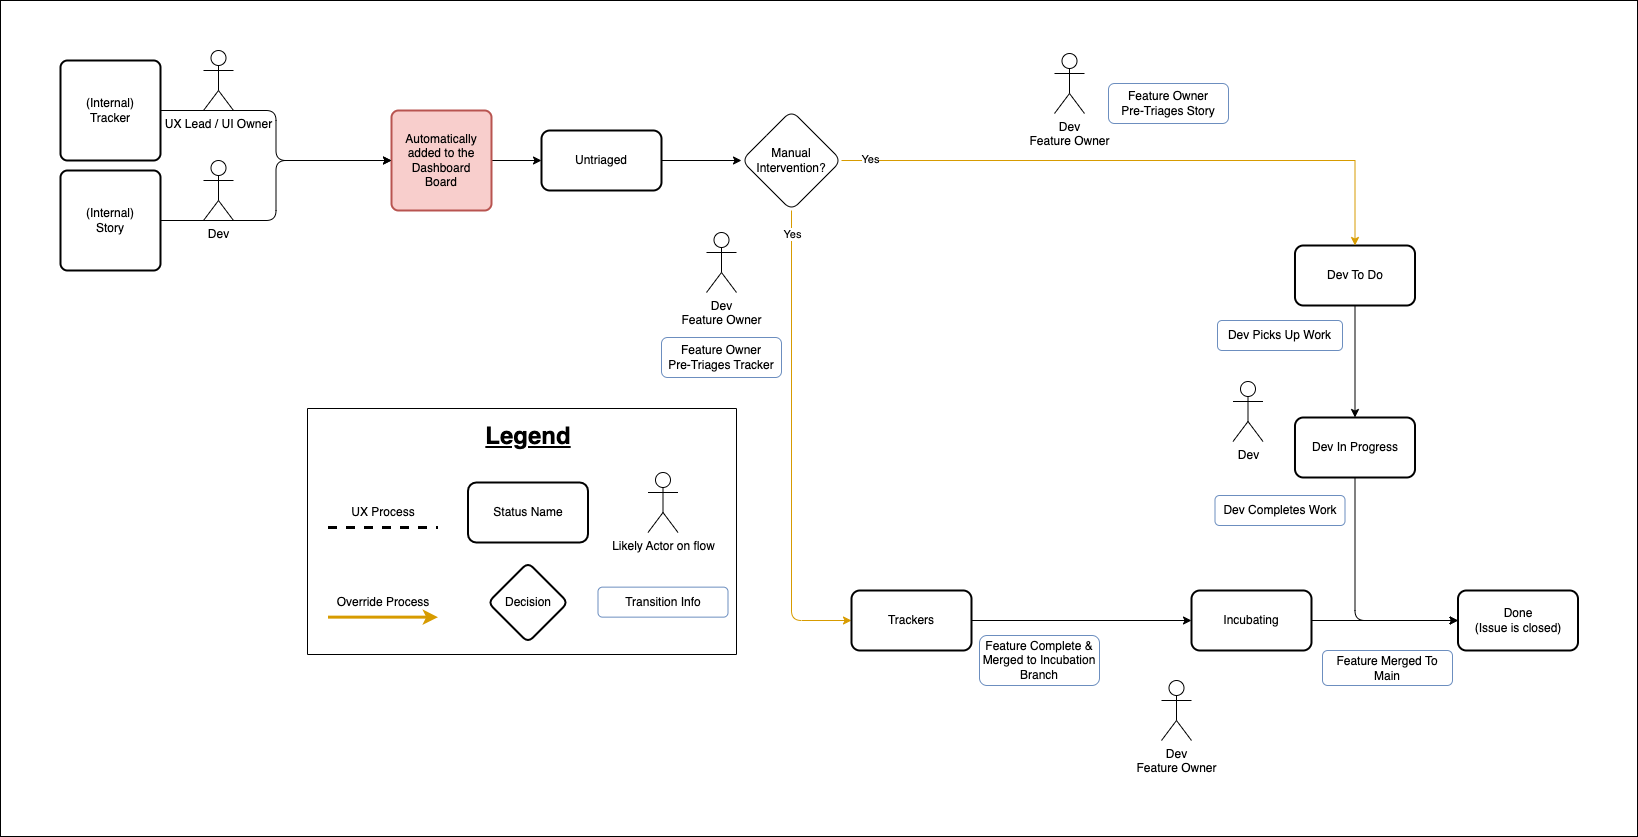 (Internal)
Tracker
UX Lead / UI Owner
(Internal)
Story
Dev
Automatically
added to the
Dashboard
Board
Untriaged
Manual
Intervention?
Yes
Dev
Feature Owner
Feature Owner
Pre-Triages Story
Yes
Dev
Feature Owner
Feature Owner
Pre-Triages Tracker
Dev To Do
Dev Picks Up Work
Dev
Dev In Progress
Dev Completes Work
Legend
UX Process
Status Name
Likely Actor on flow
Override Process
Decision
Transition Info
Trackers
Feature Complete &
Merged to Incubation
Branch
Dev
Feature Owner
Incubating
Feature Merged To
Main
Done
(Issue is closed)